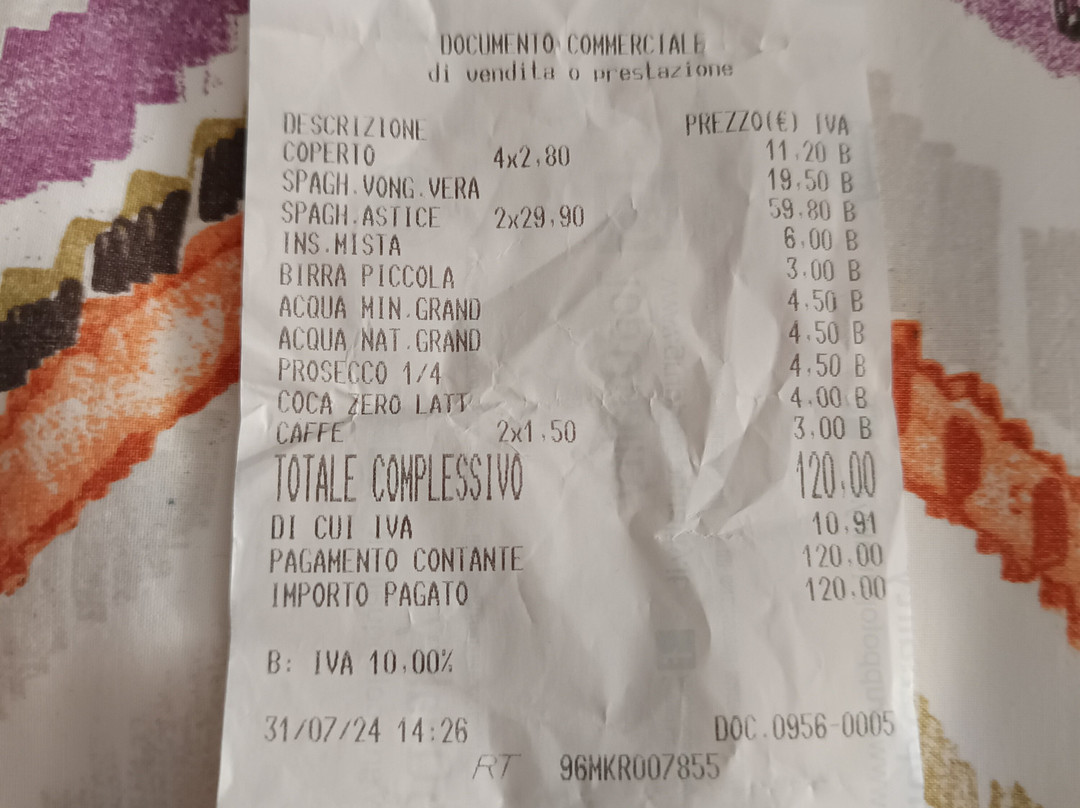 DOCUMENTO COMMERCIALE
di vendita o prestazione
DESCRIZIONE PREZZO(€) IVA
COPERTO 4x2,80 11,20 B
SPAGH.VONG.VERA 19,50 B
SPAGH.ASTICE 2x29,90 59,80 B
INS.MISTA 6,00 B
BIRRA PICCOLA 3,00 B
ACQUA MIN.GRAND 4,50 B
ACQUA NAT.GRAND 4,50 B
PROSECCO 1/4 4,50 B
COCA ZERO LATT 4,00 B
CAFFE' 2x1,50 3,00 B
TOTALE COMPLESSIVO 120,00
DI CUI IVA 10,91
PAGAMENTO CONTANTE 120,00
IMPORTO PAGATO 120,00
B: IVA 10,00%
31/07/24 14:26 DOC.0956-0005
RT 96MKR007855